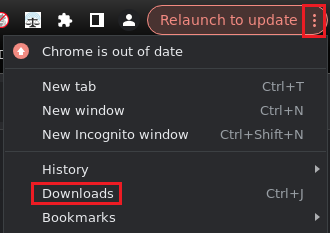 Relaunch to update
Chrome is out of date
New tab Ctrl+T
New window Ctrl+N
New Incognito window Ctrl+Shift+N
History
Downloads Ctrl+J
Bookmarks